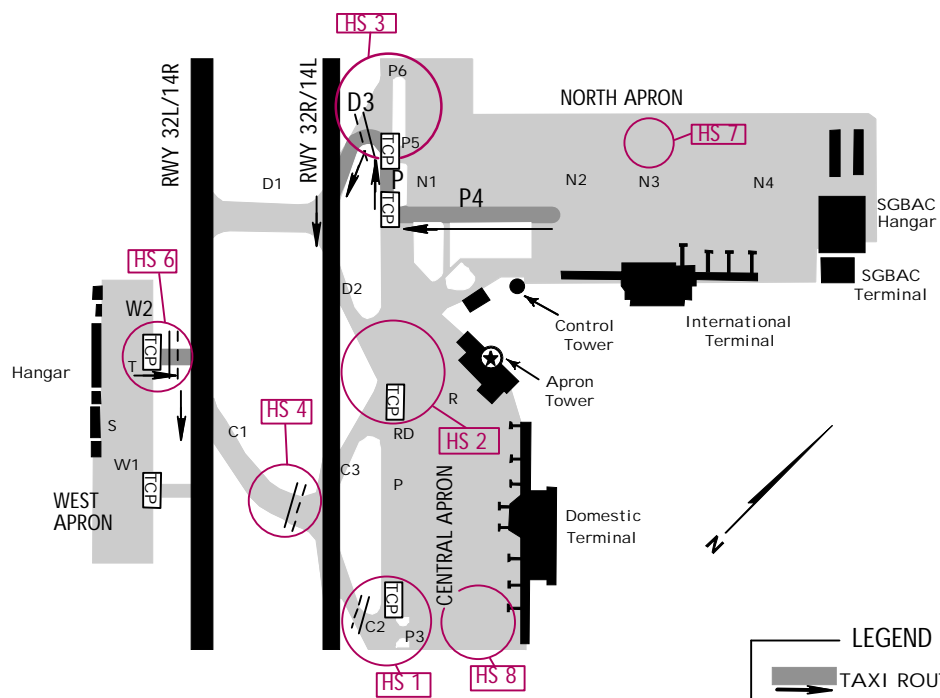 HS 3
P6
RWY 32L/14R
RWY 32R/14L
D3
NORTH APRON
HS 7
TCP
P5
P
D1
N1
N2
N3
N4
TCP
P4
SGBAC
Hangar
HS 6
SGBAC
Terminal
W2
D2
Control
Tower
International
Terminal
TCP
T
Hangar
Apron
Tower
TCP
R
HS 4
S
C1
RD
HS 2
W1
C3
P
TCP
WEST
APRON
CENTRAL APRON
Domestic
Terminal
N
TCP
C2
P3
HS 1
HS 8
LEGEND
TAXI ROU